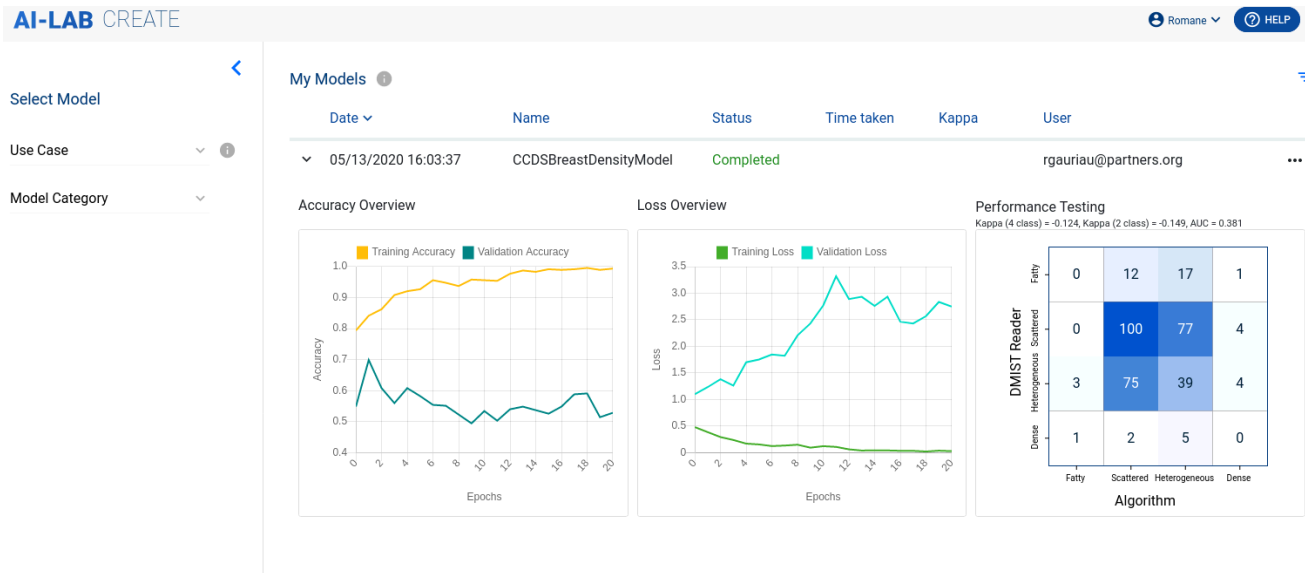 AI-LAB CREATE
Romane
HELP
Select Model
Use Case
Model Category
My Models
Date Name Status Time taken Kappa User
05/13/2020 16:03:37 CCDSBreastDensityModel Completed rgauriau@partners.org
Accuracy Overview
Training Accuracy Validation Accuracy
1.0
0.9
0.8
0.7
0.6
0.5
0.4
Accuracy
0 2 4 6 8 10 12 14 16 18 20
Epochs
Loss Overview
Training Loss Validation Loss
3.5
3.0
2.5
2.0
1.5
1.0
0.5
0
Loss
0 2 4 6 8 10 12 14 16 18 20
Epochs
Performance Testing
Kappa (4 class) = -0.124, Kappa (2 class) = -0.149, AUC = 0.381
DMIST Reader
Fatty 0 12 17 1
Scattered 0 100 77 4
Heterogeneous 3 75 39 4
Dense 1 2 5 0
Fatty Scattered Heterogeneous Dense
Algorithm